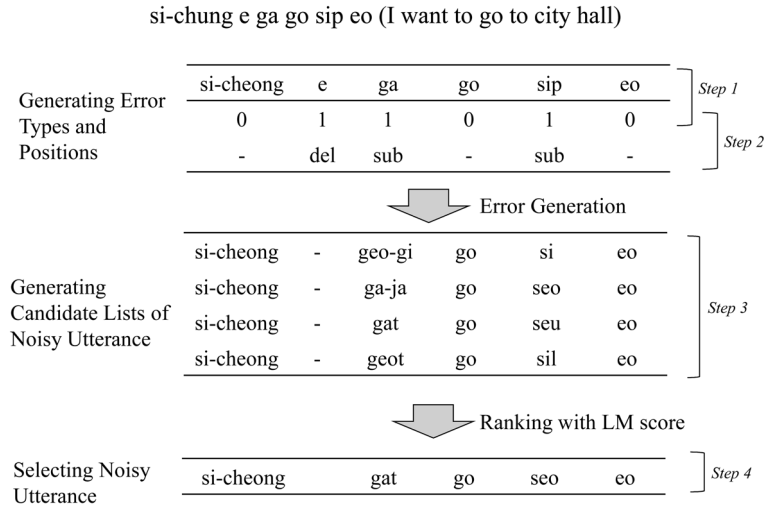 si-chung e ga go sip eo (I want to go to city hall)
si-cheong e ga go sip eo
Step 1
Generating Error
Types and
Positions
0 1 1 0 1 0
Step 2
- del sub - sub -
Error Generation
si-cheong - geo-gi go si eo
Generating
Candidate Lists of
Noisy Utterance
si-cheong - ga-ja go seo eo
Step 3
si-cheong - gat go seu eo
si-cheong - geot go sil eo
Ranking with LM score
Selecting Noisy
Utterance
si-cheong gat go seo eo
Step 4